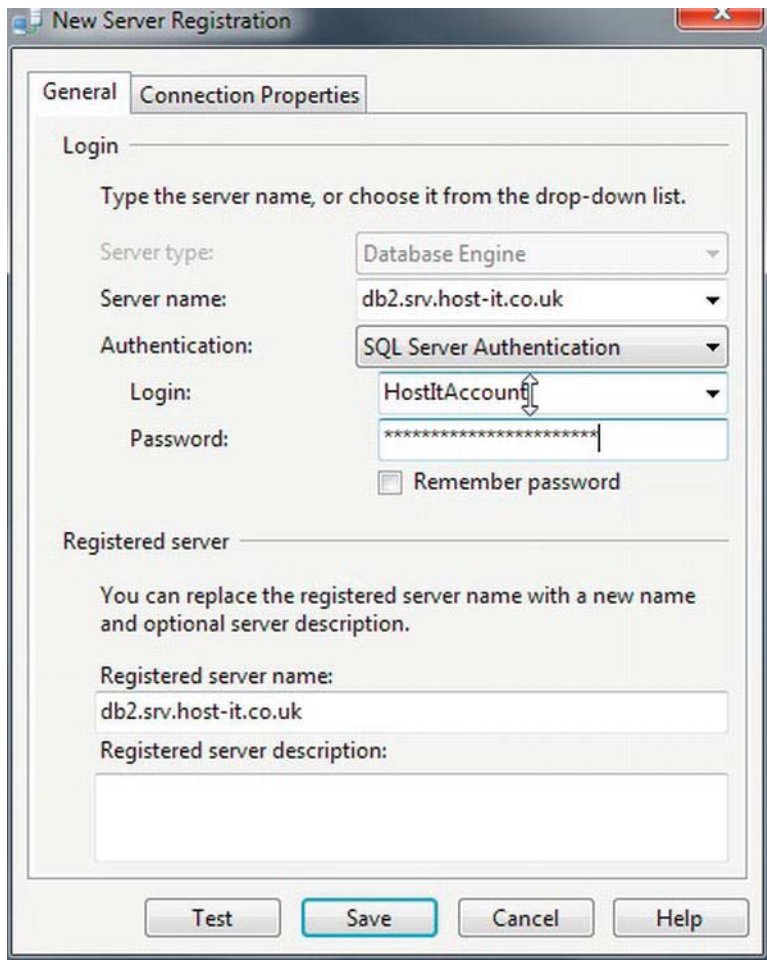 New Server Registration
General
Connection Properties
Login
Type the server name, or choose it from the drop-down list.
Server type:
Database Engine
Server name:
db2.srv.host-it.co.uk
Authentication:
SQL Server Authentication
Login:
HostItAccount
Password:
***********************
Remember password
Registered server
You can replace the registered server name with a new name
and optional server description.
Registered server name:
db2.srv.host-it.co.uk
Registered server description:
Test
Save
Cancel
Help